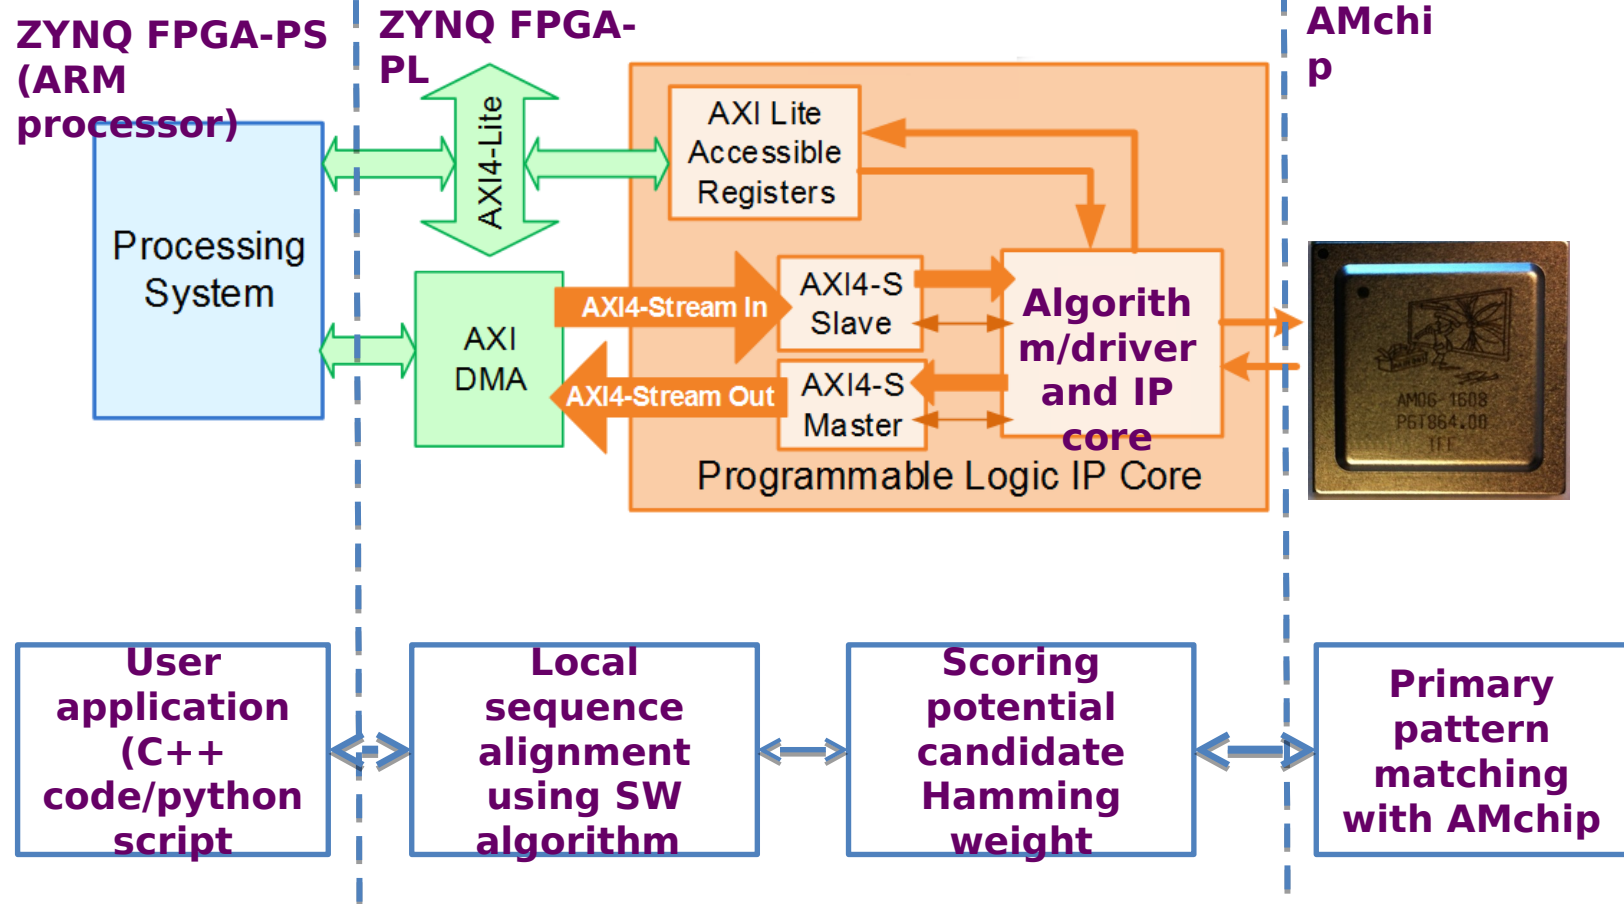 ZYNQ FPGA-PS
(ARM
processor)
ZYNQ FPGA-
PL
AMchi
p
Processing
System
AXI4-Lite
AXI Lite
Accessible
Registers
AXI
DMA
AXI4-Stream In
AXI4-Stream Out
AXI4-S
Slave
AXI4-S
Master
Algorith
m/driver
and IP
core
Programmable Logic IP Core
AM06 1608
P6T864.00
User
application
(C++
code/python
script
Local
sequence
alignment
using SW
algorithm
Scoring
potential
candidate
Hamming
weight
Primary
pattern
matching
with AMchip